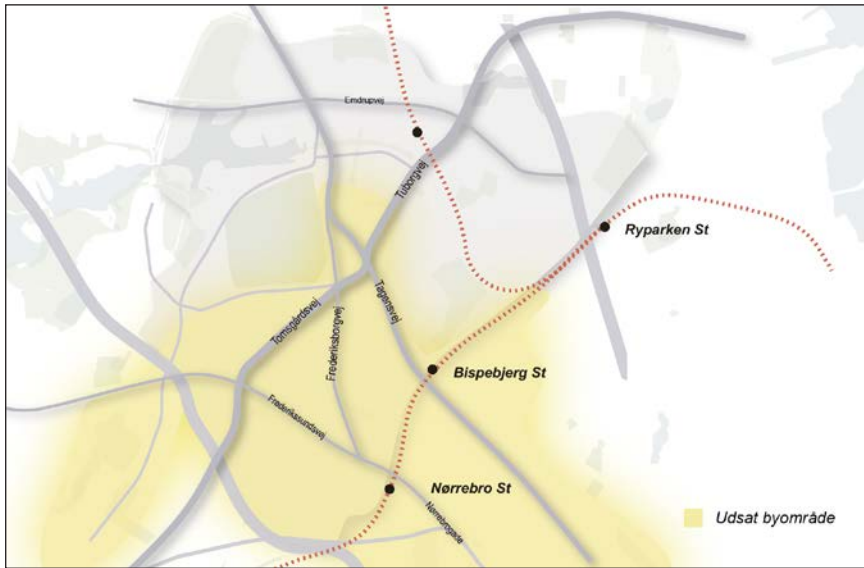 Emdrupvej
Tuborgvej
Ryparken St
Tomsgårdsvej
Tagensvej
Frederiksborgvej
Bispebjerg St
Frederikssundsvej
Nørrebro St
Nørrebrogade
Udsat byområde